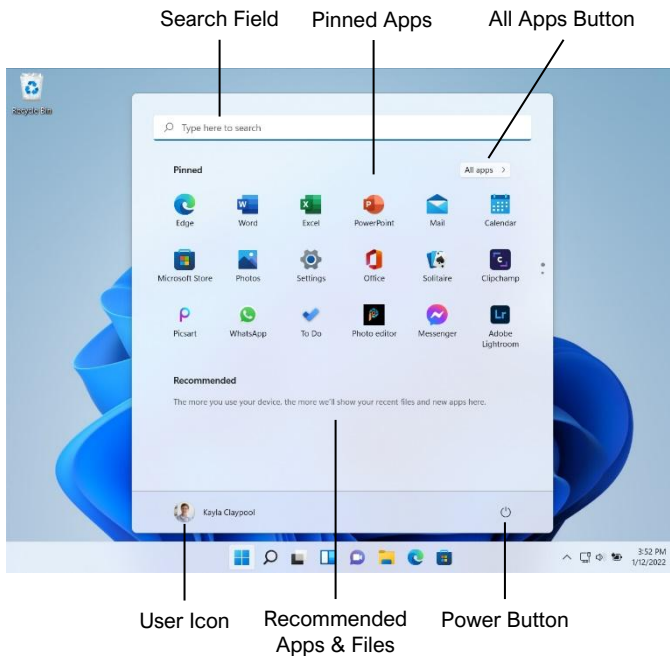 Search Field
Pinned Apps
All Apps Button
Recycle Bin
Type here to search
Pinned
All apps >
Edge
Word
Excel
PowerPoint
Mail
Calendar
Microsoft Store
Photos
Settings
Office
Solitaire
Clipchamp
Picsart
WhatsApp
To Do
Photo editor
Messenger
Adobe
Lightroom
Recommended
The more you use your device, the more we'll show your recent files and new apps here.
Kayla Claypool
3:52 PM
1/12/2022
User Icon
Recommended
Apps & Files
Power Button